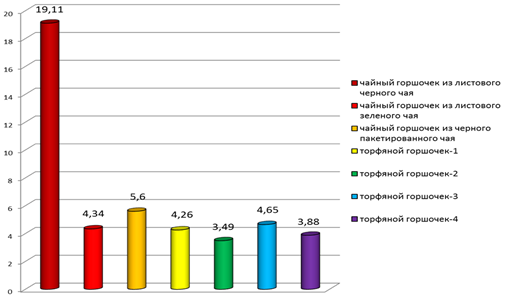 20
18
16
14
12
10
8
6
4
2
0
19,11
4,34
5,6
4,26
3,49
4,65
3,88
чайный горшочек из листового
черного чая
чайный горшочек из листового
зеленого чая
чайный горшочек из черного
пакетированного чая
торфяной горшочек-1
торфяной горшочек-2
торфяной горшочек-3
торфяной горшочек-4